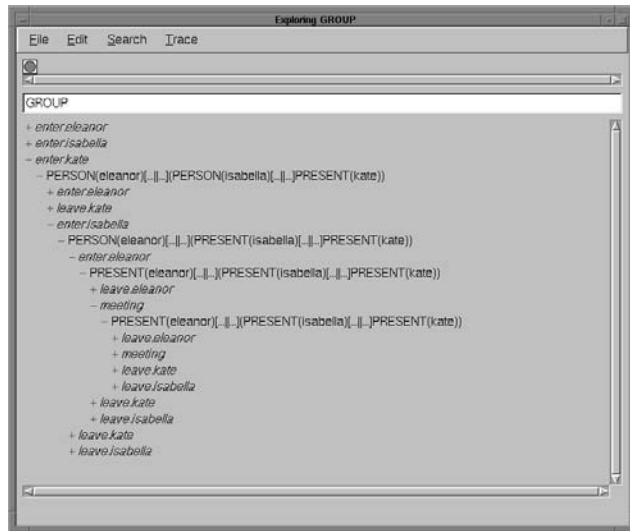 Exploring GROUP
File Edit Search Trace
GROUP
+ enter.eleanor
+ enter.isabella
− enter.kate
− PERSON(eleanor)[..||..](PERSON(isabella)[..||..]PRESENT(kate))
+ enter.eleanor
+ leave.kate
− enter.isabella
− PERSON(eleanor)[..||..](PRESENT(isabella)[..||..]PRESENT(kate))
− enter.eleanor
− PRESENT(eleanor)[..||..](PRESENT(isabella)[..||..]PRESENT(kate))
+ leave.eleanor
− meeting
− PRESENT(eleanor)[..||..](PRESENT(isabella)[..||..]PRESENT(kate))
+ leave.eleanor
+ meeting
+ leave.kate
+ leave.isabella
+ leave.kate
+ leave.isabella
+ leave.kate
+ leave.isabella